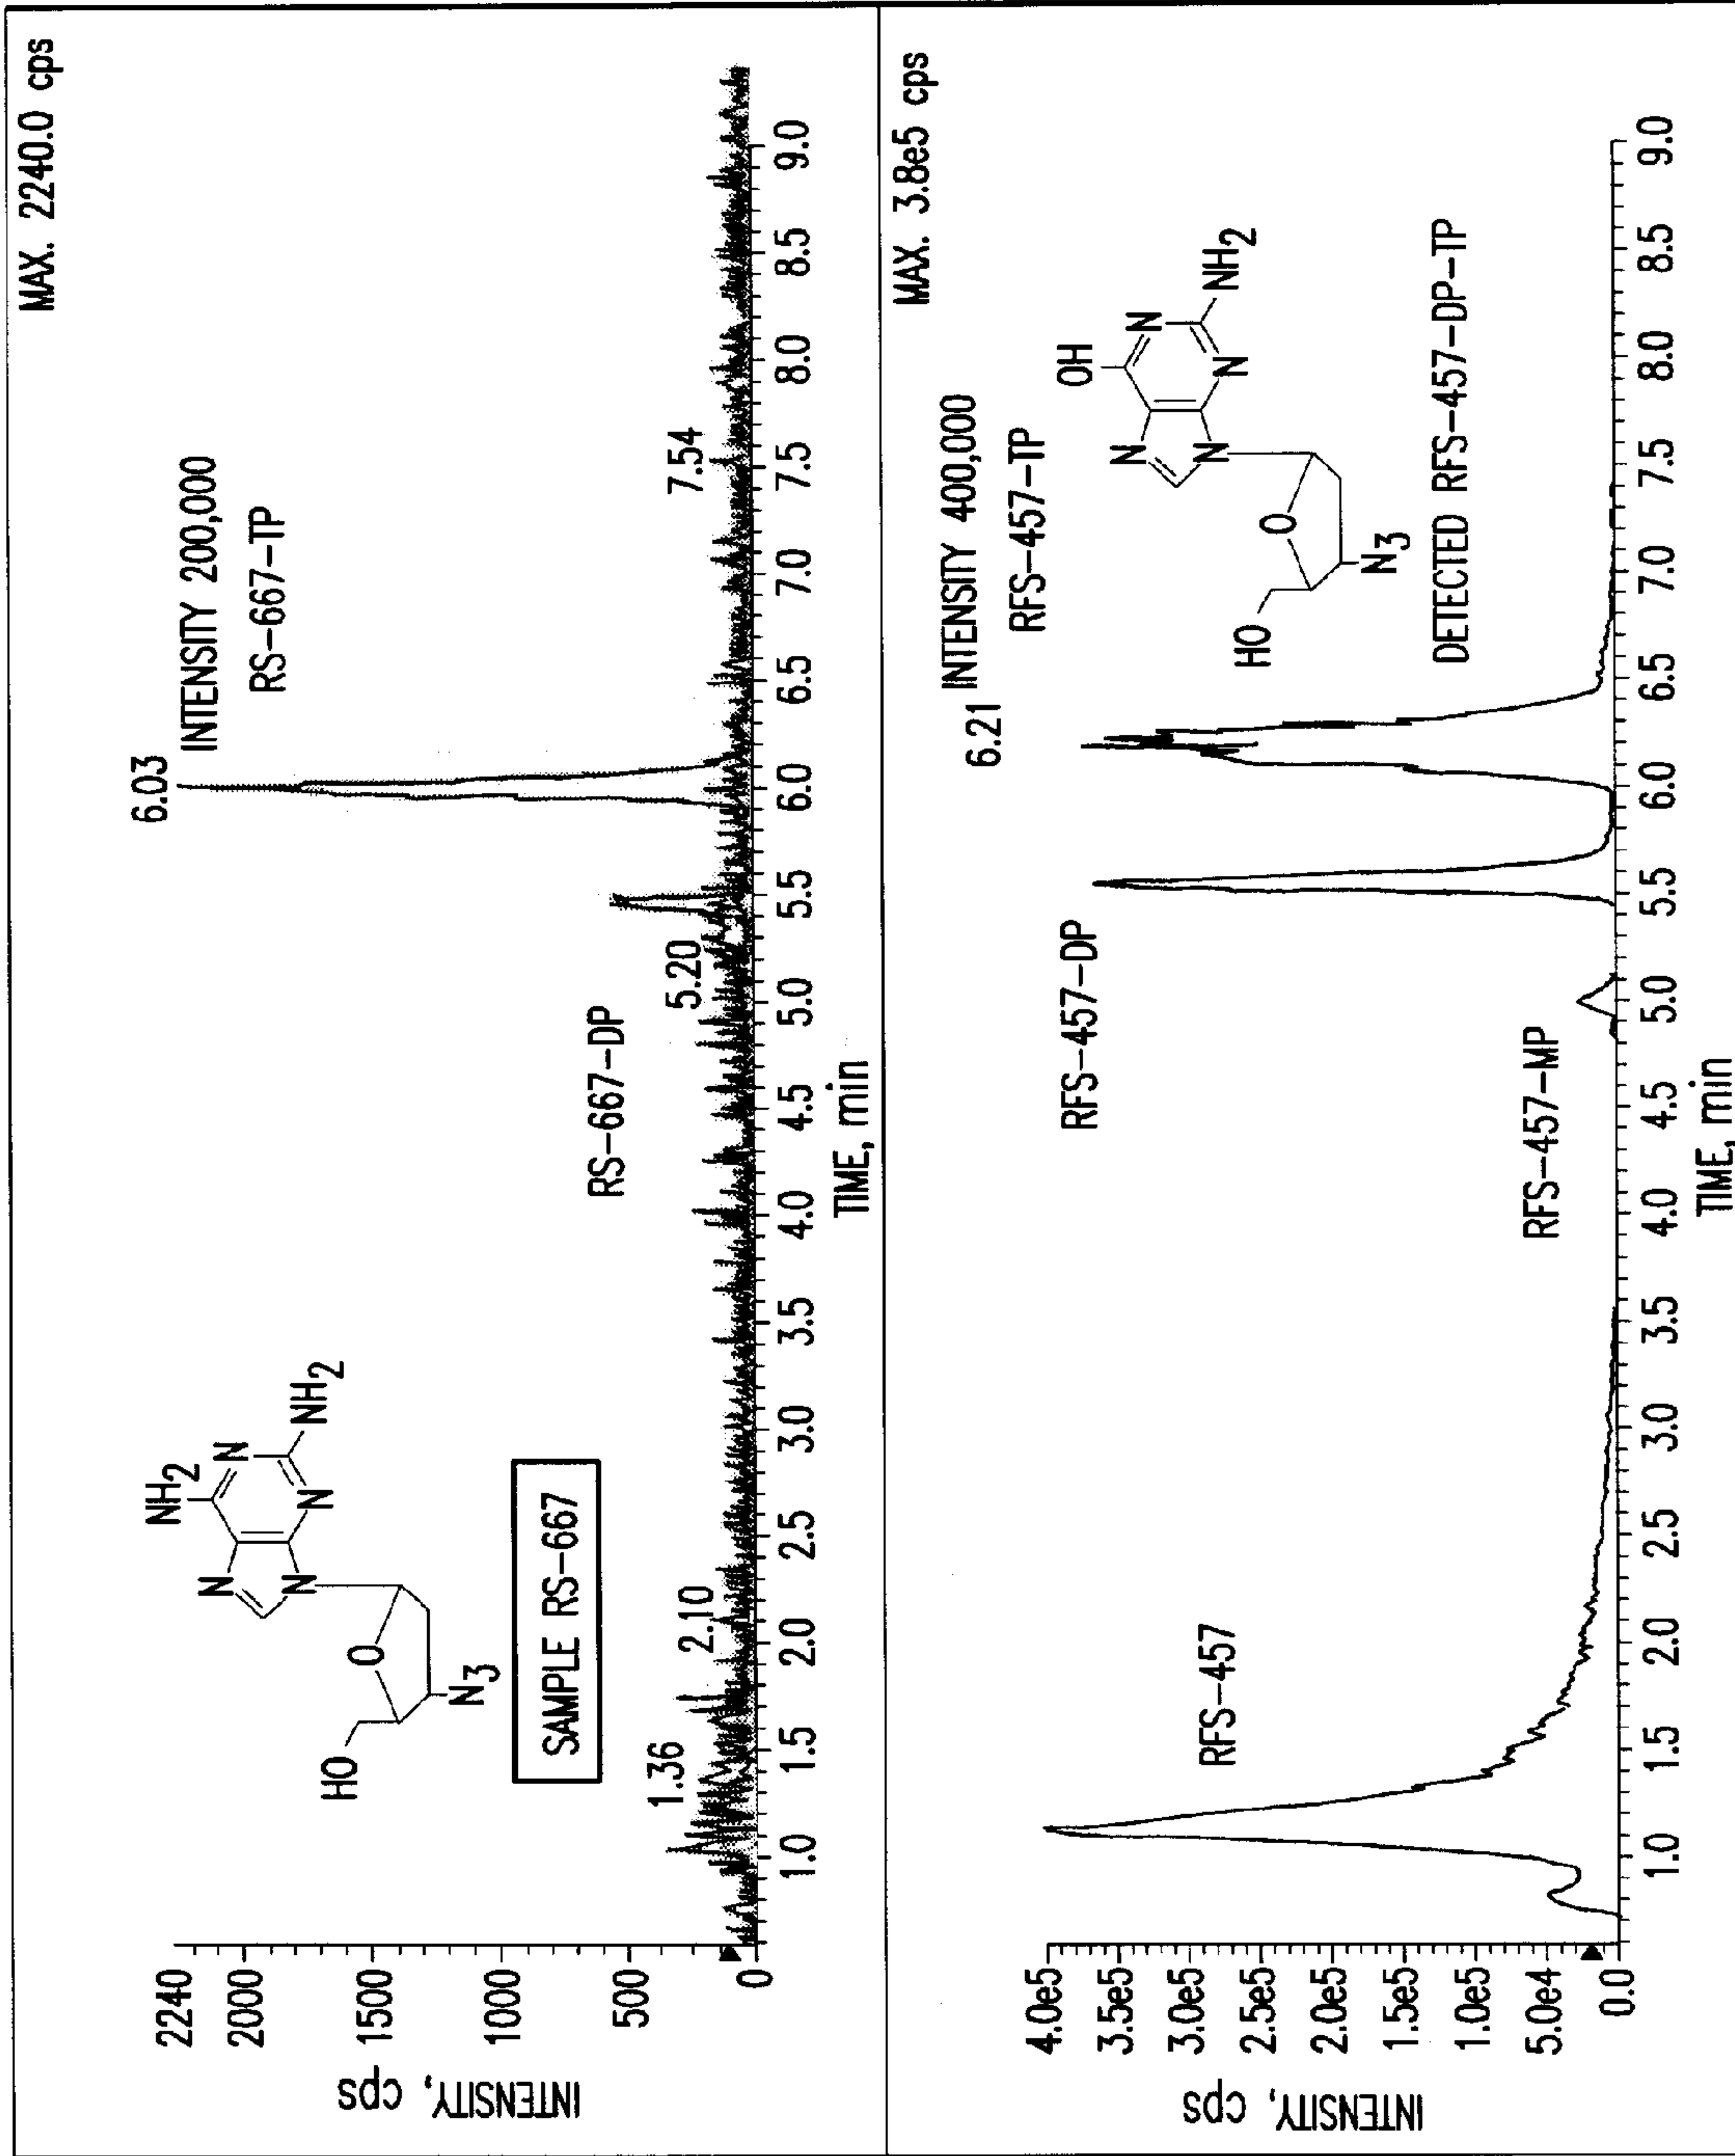 MAX. 2240.0 cps
INTENSITY, cps
2240
2000
1500
1000
500
0
HO
O
N3
N
N
NH2
N
N
NH2
SAMPLE RS-667
1.36
2.10
RS-667-DP
5.20
6.03
INTENSITY 200,000
RS-667-TP
7.54
1.0 1.5 2.0 2.5 3.0 3.5 4.0 4.5 5.0 5.5 6.0 6.5 7.0 7.5 8.0 8.5 9.0
TIME, min
MAX. 3.8e5 cps
INTENSITY, cps
4.0e5
3.5e5
3.0e5
2.5e5
2.0e5
1.5e5
1.0e5
5.0e4
0.0
RFS-457
RFS-457-MP
RFS-457-DP
6.21
INTENSITY 400,000
RFS-457-TP
HO
O
N3
N
N
OH
N
N
NH2
DETECTED RFS-457-DP-TP
1.0 1.5 2.0 2.5 3.0 3.5 4.0 4.5 5.0 5.5 6.0 6.5 7.0 7.5 8.0 8.5 9.0
TIME, min